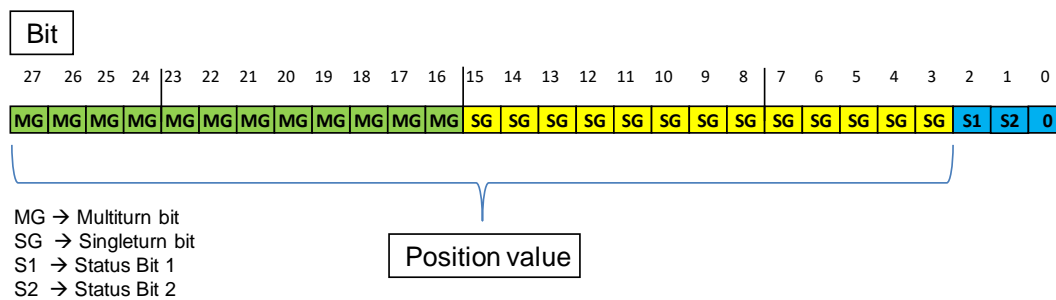 Bit
27 26 25 24 23 22 21 20 19 18 17 16 15 14 13 12 11 10 9 8 7 6 5 4 3 2 1 0
MG MG MG MG MG MG MG MG MG MG MG MG SG SG SG SG SG SG SG SG SG SG SG SG SG S1 S2 0
MG → Multiturn bit
SG → Singleturn bit
S1 → Status Bit 1
S2 → Status Bit 2
Position value